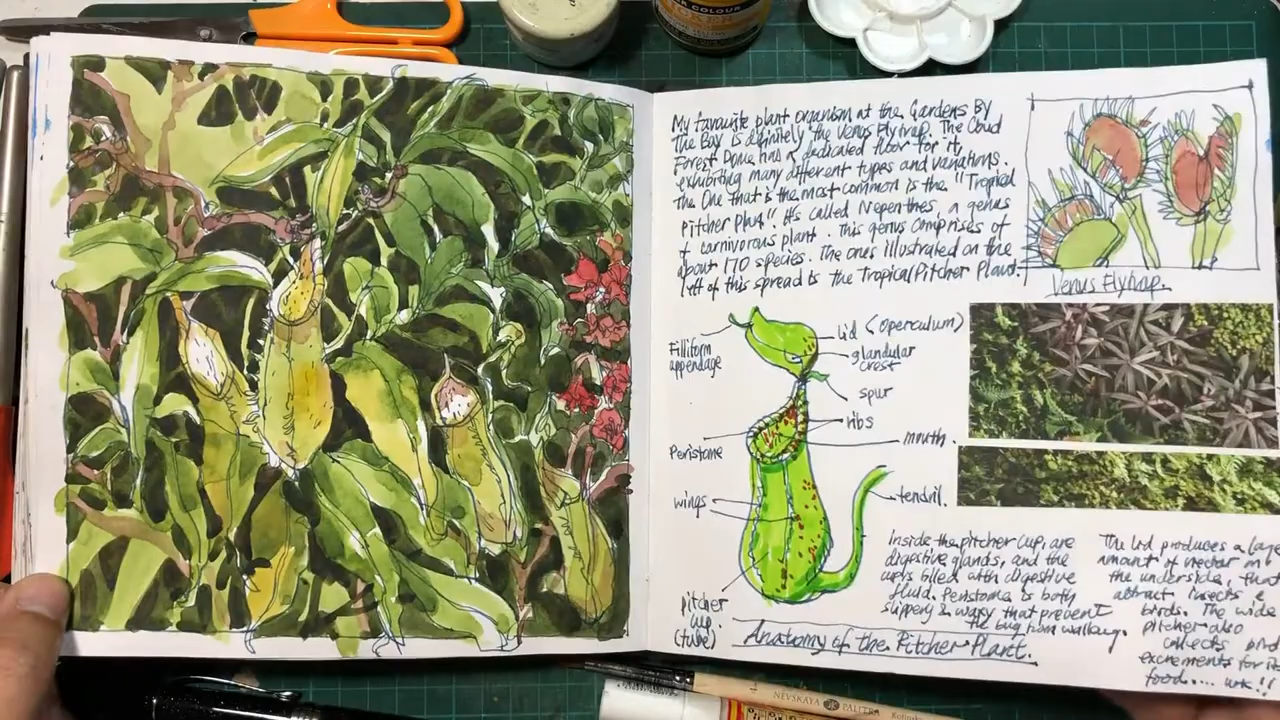 My favourite plant organism at the Gardens By
The Bay is definitely the Venus Flytrap. The Cloud
Forest Dome has a dedicated floor for it,
exhibiting many different types and variations.
The One that is the most common is the "Tropical
Pitcher Plant". It's called Nepenthes, a genus
of carnivorous plant. This genus comprises of
about 170 species. The ones illustrated on the
left of this spread is the Tropical Pitcher Plant.
Venus Flytrap.
Filliform
appendage
Lid (operculum)
glandular
crest
spur
ribs
mouth.
Peristome
wings
tendril.
pitcher
cup
(tube)
Anatomy of the Pitcher Plant.
Inside the pitcher cup, are
digestive glands, and the
filled digestive
fluid. Peristome is both
slippery & waxy that prevent
the bug from
The Lid produces a large
amount of nectar on
the underside, that
attract insects &
birds. The wide
pitcher also
collects bird
excrements for its
food....
NEVSKAYA PALITRA Kolinsky